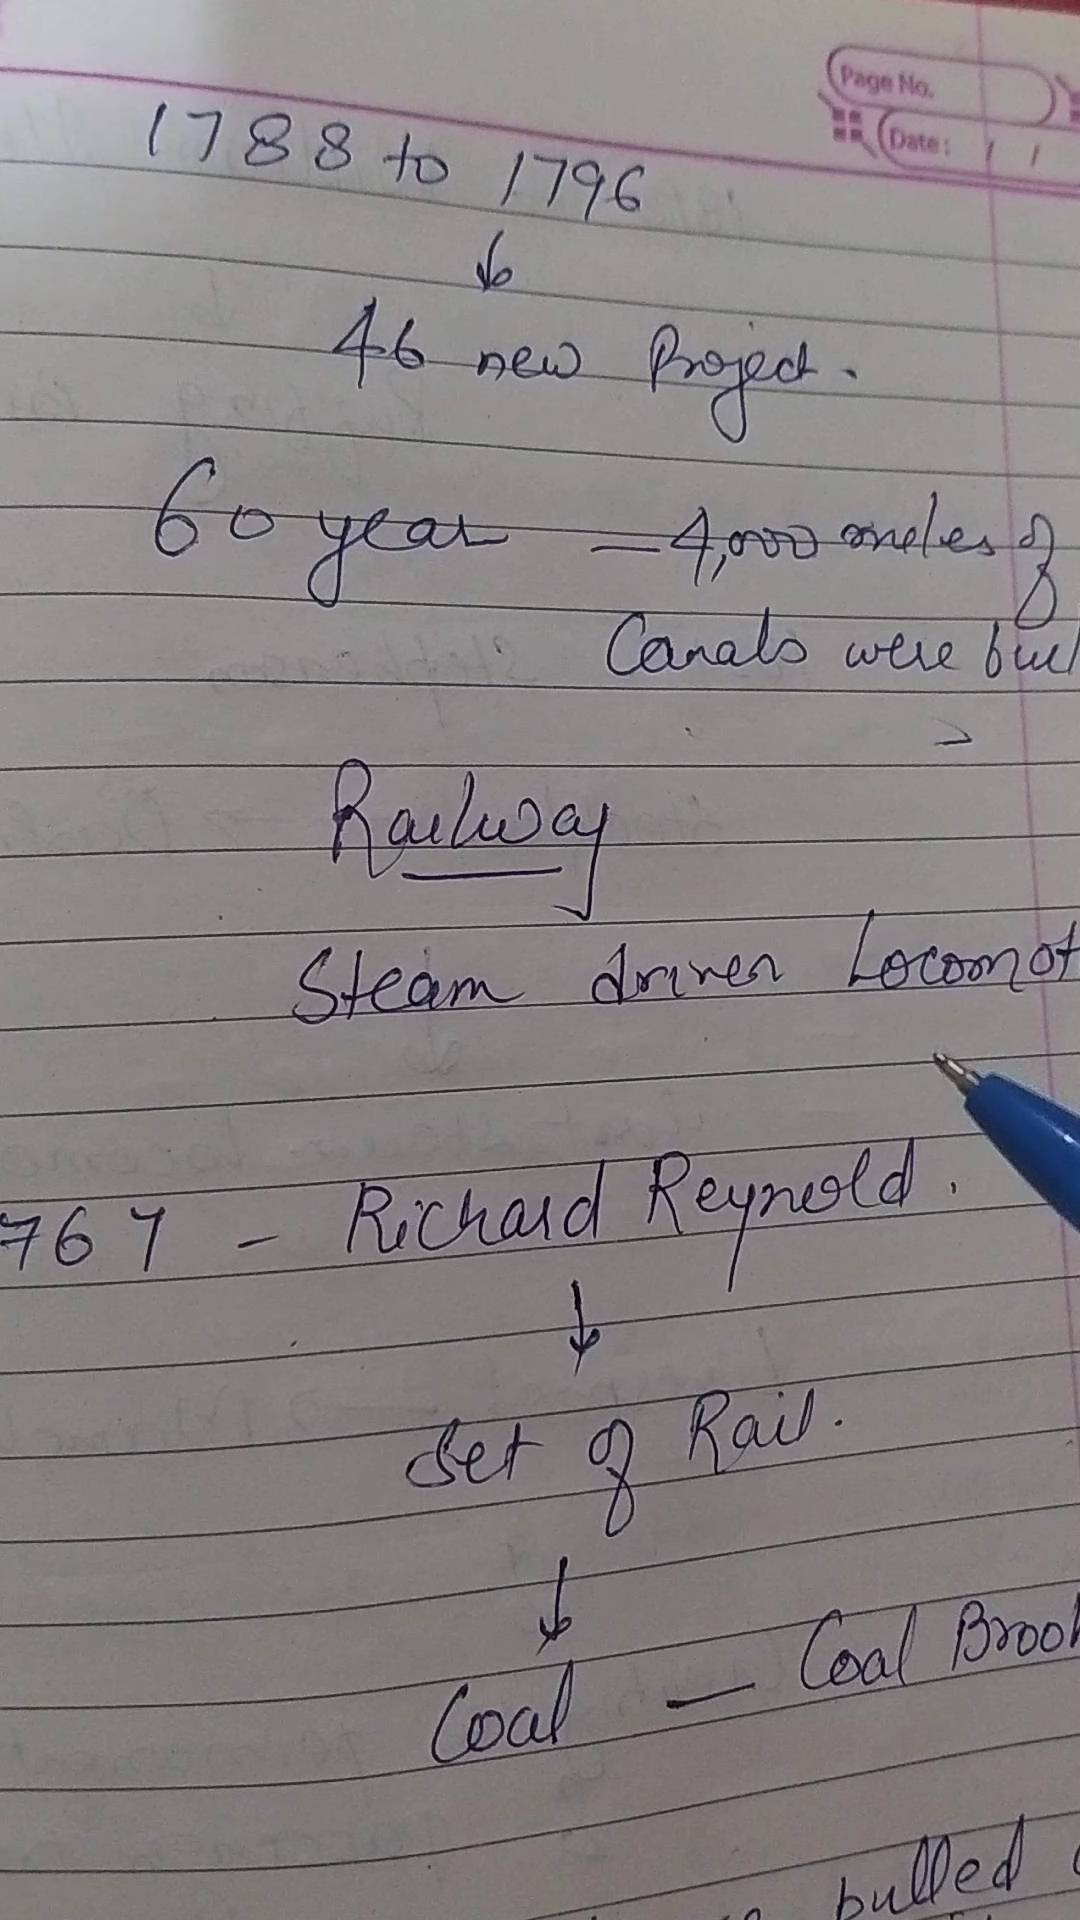 Page No.
Date: / /
1788 to 1796
↓
46 new Project.
60 year – 4,000 miles of
Canals were buil
Railway
Steam driven Locomot
767 – Richard Reynold.
↓
Set of Rail.
↓
Coal – Coal Brook
pulled